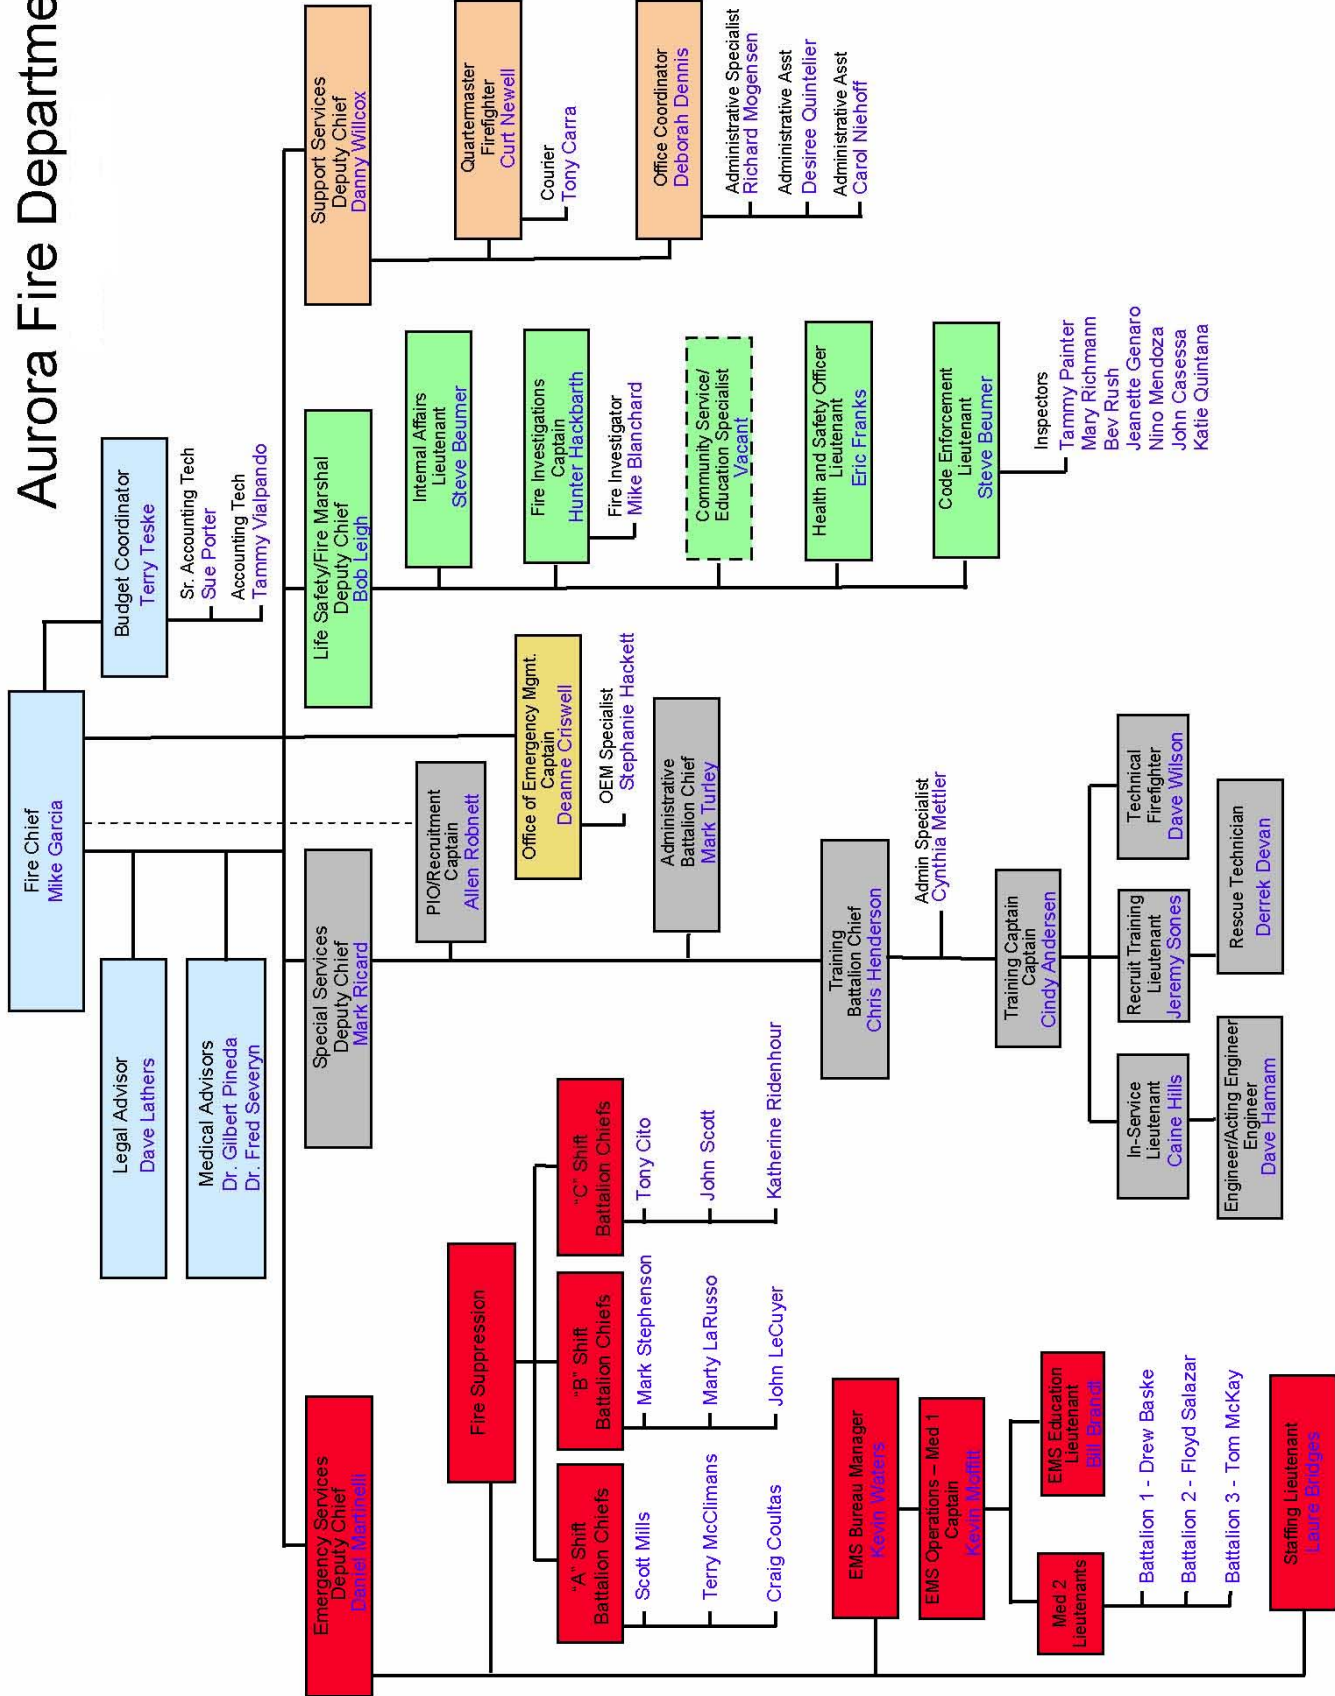 Aurora Fire Departme
Fire Chief
Mike Garcia
Budget Coordinator
Terry Teske
Sr. Accounting Tech
Sue Porter
Accounting Tech
Tammy Vialpando
Legal Advisor
Dave Lathers
Medical Advisors
Dr. Gilbert Pineda
Dr. Fred Severyn
Emergency Services
Deputy Chief
Daniel Martinelli
Fire Suppression
"A" Shift
Battalion Chiefs
Scott Mills
Terry McClimans
Craig Coultas
"B" Shift
Battalion Chiefs
Mark Stephenson
Marty LaRusso
John LeCuyer
"C" Shift
Battalion Chiefs
Tony Cito
John Scott
Katherine Ridenhour
EMS Bureau Manager
Kevin Waters
EMS Operations – Med 1
Captain
Kevin Moffitt
Med 2
Lieutenants
Battalion 1 - Drew Baske
Battalion 2 - Floyd Salazar
Battalion 3 - Tom McKay
EMS Education
Lieutenant
Bill Brandt
Staffing Lieutenant
Laure Bridges
Special Services
Deputy Chief
Mark Ricard
PIO/Recruitment
Captain
Allen Robnett
Office of Emergency Mgmt.
Captain
Deanne Criswell
OEM Specialist
Stephanie Hackett
Administrative
Battalion Chief
Mark Turley
Training
Battalion Chief
Chris Henderson
Admin Specialist
Cynthia Mettler
Training Captain
Captain
Cindy Andersen
In-Service
Lieutenant
Caine Hills
Engineer/Acting Engineer
Engineer
Dave Hamam
Recruit Training
Lieutenant
Jeremy Sones
Rescue Technician
Derrek Devan
Technical
Firefighter
Dave Wilson
Life Safety/Fire Marshal
Deputy Chief
Bob Leigh
Internal Affairs
Lieutenant
Steve Beumer
Fire Investigations
Captain
Hunter Hackbarth
Fire Investigator
Mike Blanchard
Community Service/
Education Specialist
Vacant
Health and Safety Officer
Lieutenant
Eric Franks
Code Enforcement
Lieutenant
Steve Beumer
Inspectors
Tammy Painter
Mary Richmann
Bev Rush
Jeanette Genaro
Nino Mendoza
John Casessa
Katie Quintana
Support Services
Deputy Chief
Danny Willcox
Quartemaster
Firefighter
Curt Newell
Courier
Tony Carra
Office Coordinator
Deborah Dennis
Administrative Specialist
Richard Mogensen
Administrative Asst
Desiree Quintelier
Administrative Asst
Carol Niehoff